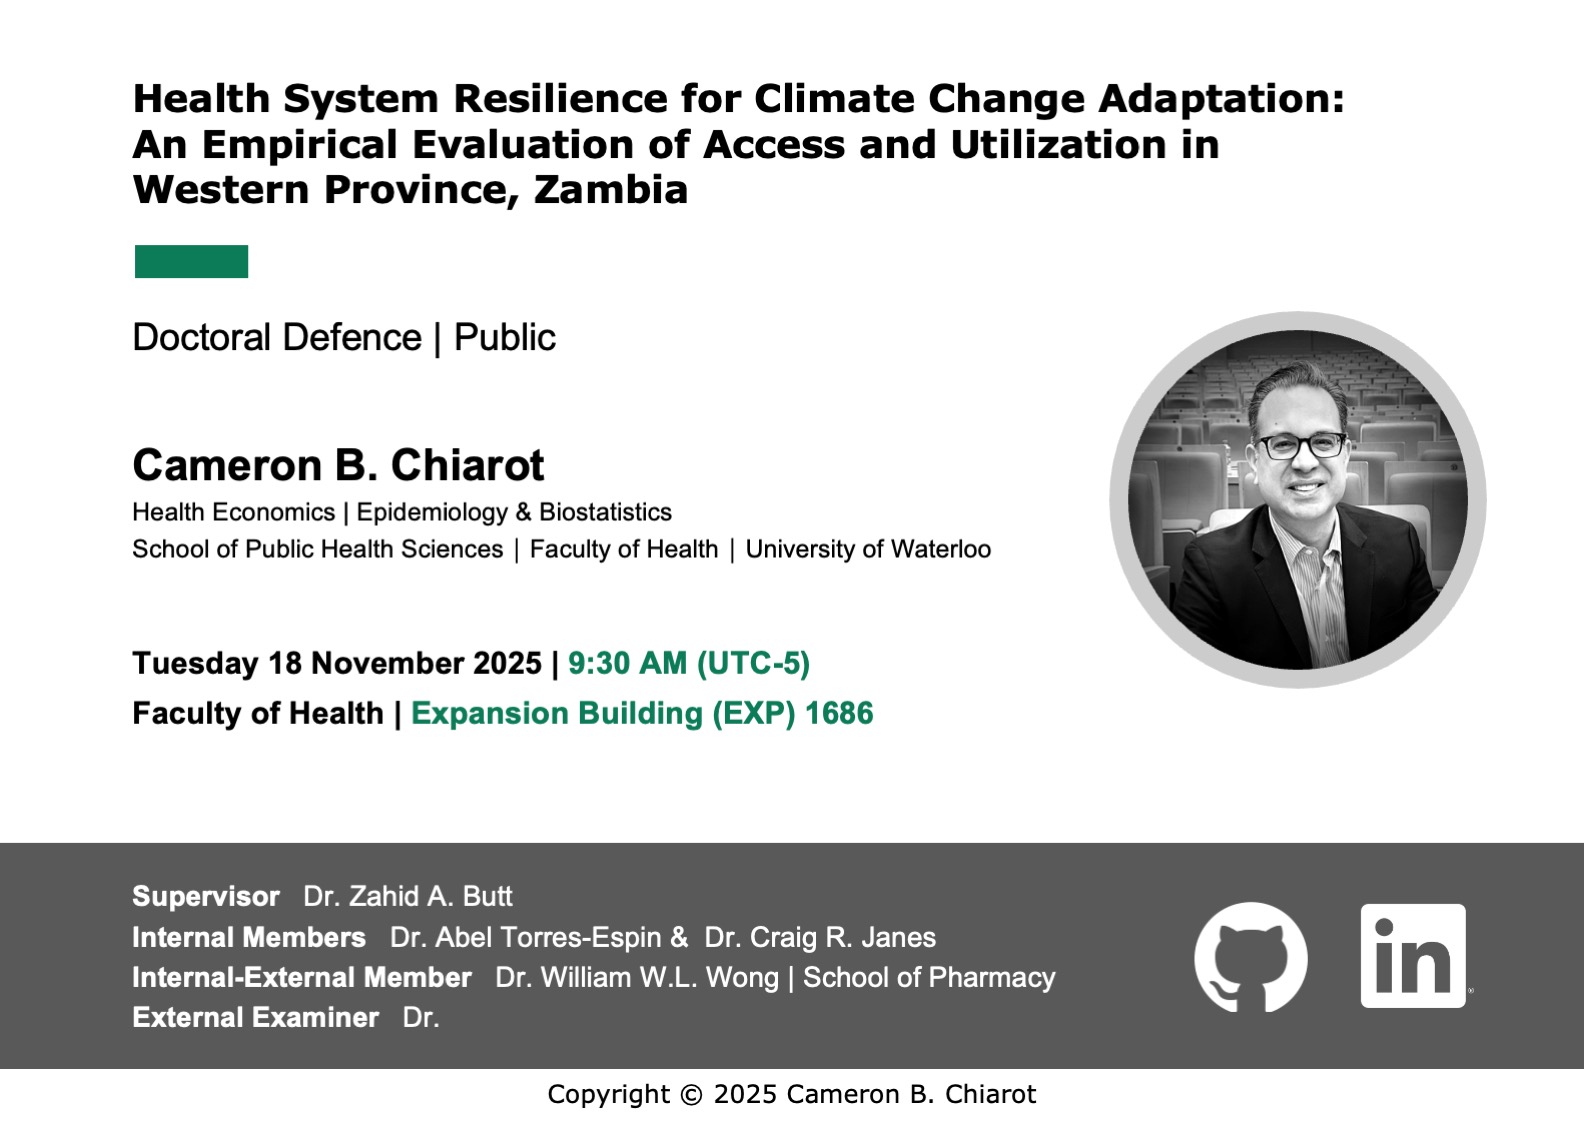 Health System Resilience for Climate Change Adaptation:
An Empirical Evaluation of Access and Utilization in
Western Province, Zambia
Doctoral Defence | Public
Cameron B. Chiarot
Health Economics | Epidemiology & Biostatistics
School of Public Health Sciences | Faculty of Health | University of Waterloo
Tuesday 18 November 2025 | 9:30 AM (UTC-5)
Faculty of Health | Expansion Building (EXP) 1686
Supervisor Dr. Zahid A. Butt
Internal Members Dr. Abel Torres-Espin & Dr. Craig R. Janes
Internal-External Member Dr. William W.L. Wong | School of Pharmacy
External Examiner Dr.
in
®
Copyright © 2025 Cameron B. Chiarot